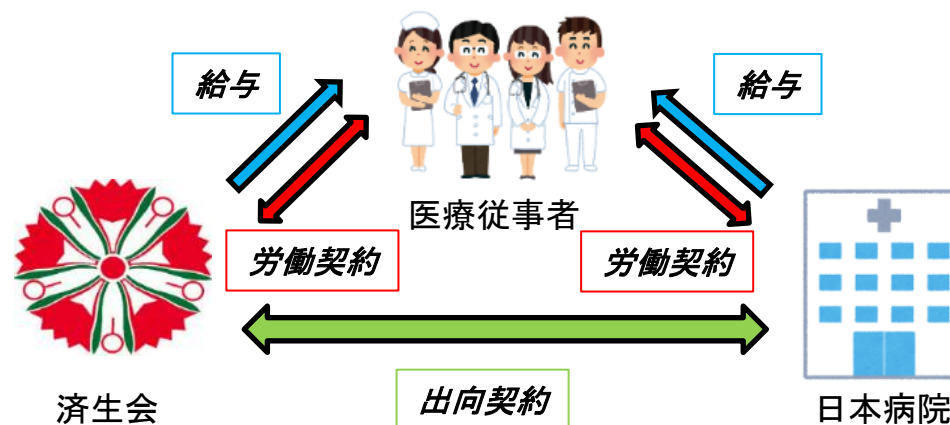 給与
給与
医療従事者
労働契約
労働契約
済生会
出向契約
日本病院